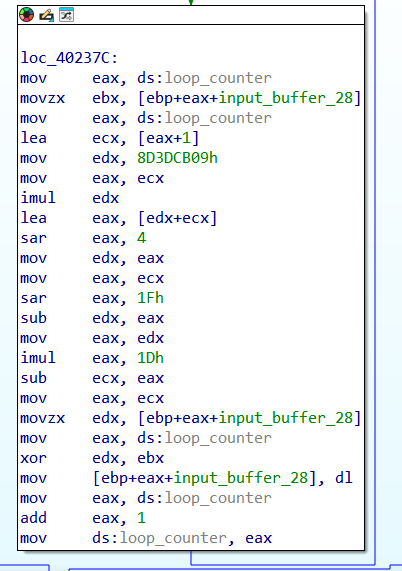 loc_40237C:
mov eax, ds:loop_counter
movzx ebx, [ebp+eax+input_buffer_28]
mov eax, ds:loop_counter
lea ecx, [eax+1]
mov edx, 8D3DCB09h
mov eax, ecx
imul edx
lea eax, [edx+ecx]
sar eax, 4
mov edx, eax
mov eax, ecx
sar eax, 1Fh
sub edx, eax
mov eax, edx
imul eax, 1Dh
sub ecx, eax
mov eax, ecx
movzx edx, [ebp+eax+input_buffer_28]
mov eax, ds:loop_counter
xor edx, ebx
mov [ebp+eax+input_buffer_28], dl
mov eax, ds:loop_counter
add eax, 1
mov ds:loop_counter, eax